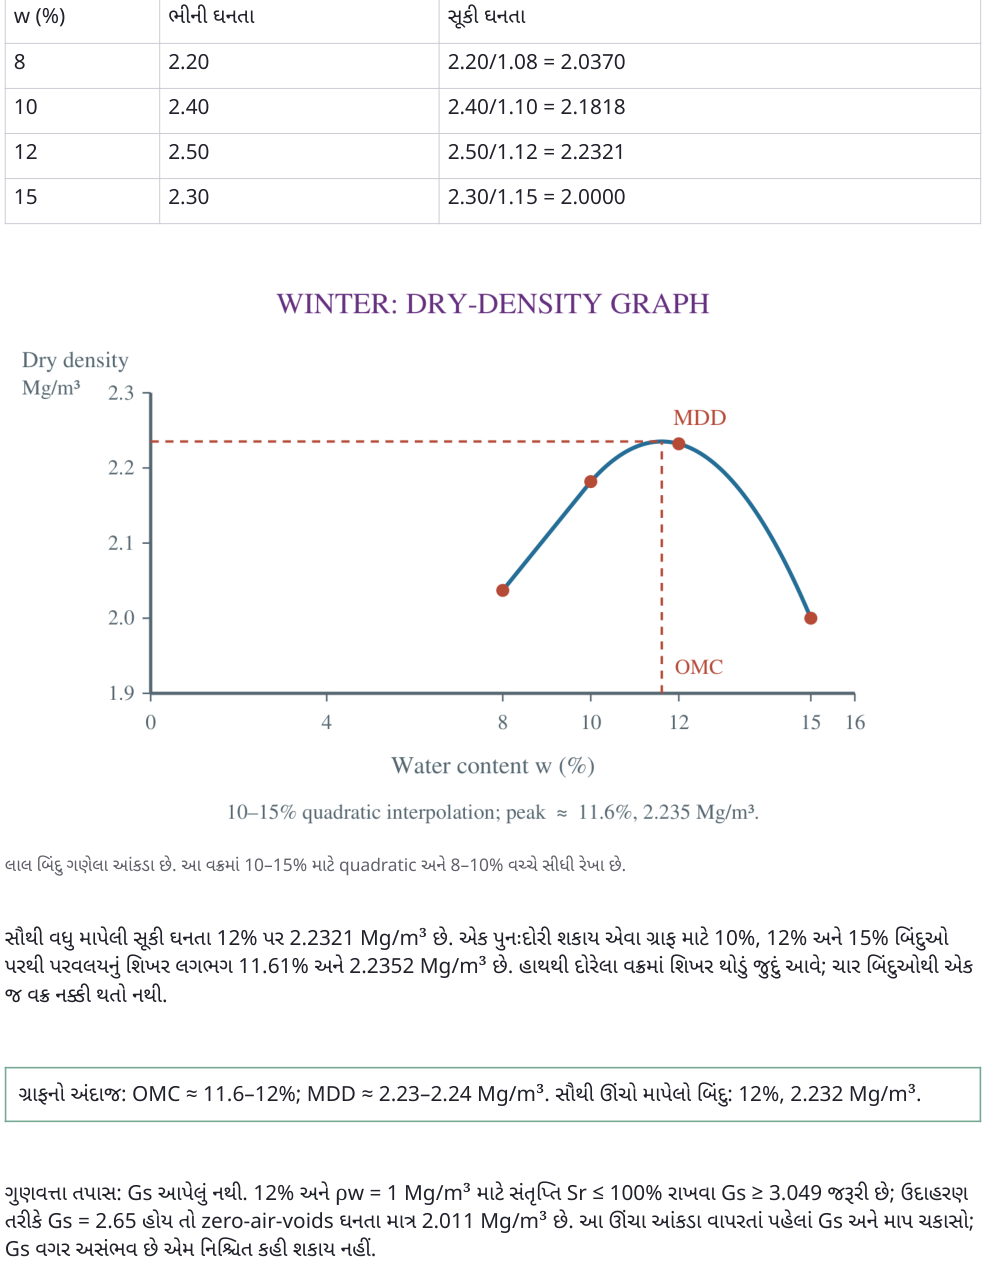 w (%) ભીની ઘનતા સૂકી ઘનતા
8 2.20 2.20/1.08 = 2.0370
10 2.40 2.40/1.10 = 2.1818
12 2.50 2.50/1.12 = 2.2321
15 2.30 2.30/1.15 = 2.0000
WINTER: DRY-DENSITY GRAPH
Dry density
Mg/m³
2.3
MDD
2.2
2.1
2.0
OMC
1.9
0 4 8 10 12 15 16
Water content w (%)
10–15% quadratic interpolation; peak ≈ 11.6%, 2.235 Mg/m³.
લાલ બિંદુ ગણેલા આંકડા છે. આ વક્રમાં 10–15% માટે quadratic અને 8–10% વચ્ચે સીધી રેખા છે.
સૌથી વધુ માપેલી સૂકી ઘનતા 12% પર 2.2321 Mg/m³ છે. એક પુનઃદોરી શકાય એવા ગ્રાફ માટે 10%, 12% અને 15% બિંદુઓ
પરથી પરવલયનું શિખર લગભગ 11.61% અને 2.2352 Mg/m³ છે. હાથથી દોરેલા વક્રમાં શિખર થોડું જુદું આવે; ચાર બિંદુઓથી એક
જ વક્ર નક્કી થતો નથી.
ગ્રાફનો અંદાજ: OMC ≈ 11.6–12%; MDD ≈ 2.23–2.24 Mg/m³. સૌથી ઊંચો માપેલો બિંદુ: 12%, 2.232 Mg/m³.
ગુણવત્તા તપાસ: Gs આપેલું નથી. 12% અને ρw = 1 Mg/m³ માટે સંતૃપ્તિ Sr ≤ 100% રાખવા Gs ≥ 3.049 જરૂરી છે; ઉદાહરણ
તરીકે Gs = 2.65 હોય તો zero-air-voids ઘનતા માત્ર 2.011 Mg/m³ છે. આ ઊંચા આંકડા વાપરતાં પહેલાં Gs અને માપ ચકાસો;
Gs વગર અસંભવ છે એમ નિશ્ચિત કહી શકાય નહીં.